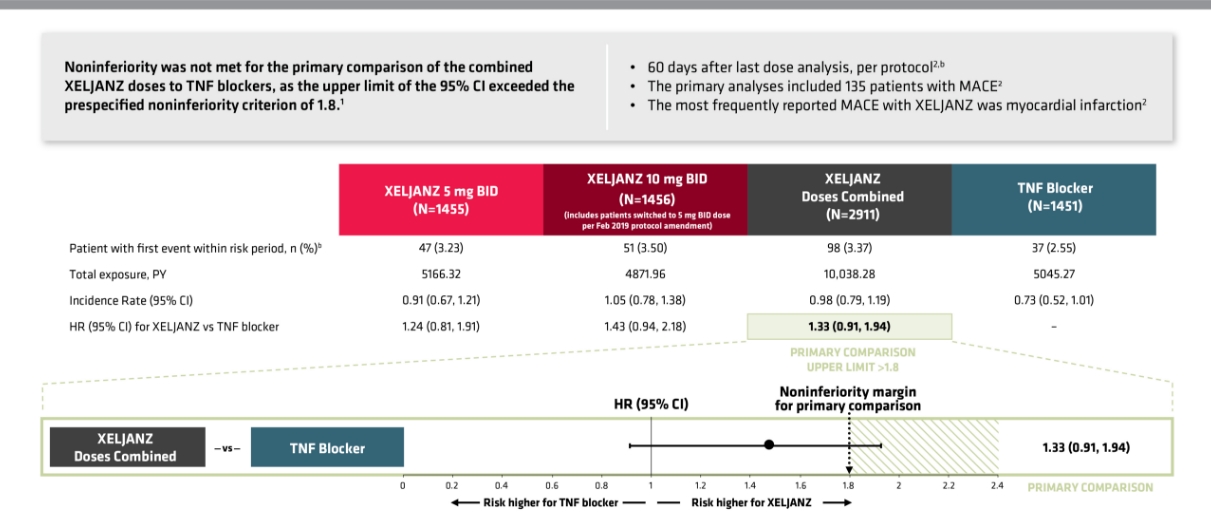 Noninferiority was not met for the primary comparison of the combined
XELJANZ doses to TNF blockers, as the upper limit of the 95% CI exceeded the
prespecified noninferiority criterion of 1.8.¹
• 60 days after last dose analysis, per protocol²,ᵇ
• The primary analyses included 135 patients with MACE²
• The most frequently reported MACE with XELJANZ was myocardial infarction²
XELJANZ 5 mg BID
(N=1455)
XELJANZ 10 mg BID
(N=1456)
(includes patients switched to 5 mg BID dose
per Feb 2019 protocol amendment)
XELJANZ
Doses Combined
(N=2911)
TNF Blocker
(N=1451)
Patient with first event within risk period, n (%)ᵇ 47 (3.23) 51 (3.50) 98 (3.37) 37 (2.55)
Total exposure, PY 5166.32 4871.96 10,038.28 5045.27
Incidence Rate (95% CI) 0.91 (0.67, 1.21) 1.05 (0.78, 1.38) 0.98 (0.79, 1.19) 0.73 (0.52, 1.01)
HR (95% CI) for XELJANZ vs TNF blocker 1.24 (0.81, 1.91) 1.43 (0.94, 2.18) 1.33 (0.91, 1.94) –
PRIMARY COMPARISON
UPPER LIMIT >1.8
HR (95% CI)
Noninferiority margin
for primary comparison
XELJANZ
Doses Combined
–vs–
TNF Blocker
1.33 (0.91, 1.94)
0 0.2 0.4 0.6 0.8 1 1.2 1.4 1.6 1.8 2 2.2 2.4
PRIMARY COMPARISON
Risk higher for TNF blocker
Risk higher for XELJANZ